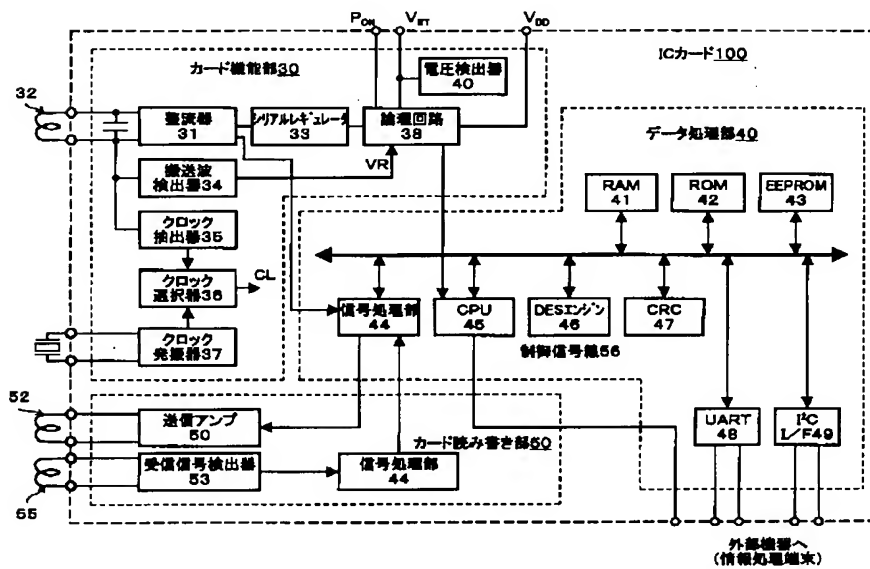 PON
VINT
VDD
ICカード100
カード機能部30
電圧検出器
40
32
整流器
31
シリアルレギュレータ
33
論理回路
38
データ処理部40
VR
搬送波
検出器34
RAM
41
ROM
42
EEPROM
43
クロック
抽出器35
クロック
選択器36
CL
信号処理部
44
CPU
45
DESエンジン
46
CRC
47
クロック
発振器37
制御信号線56
52
送信アンプ
50
カード読み書き部50
UART
48
I²C
I/F49
受信信号検出器
53
信号処理部
44
55
外部機器へ
(情報処理端末)